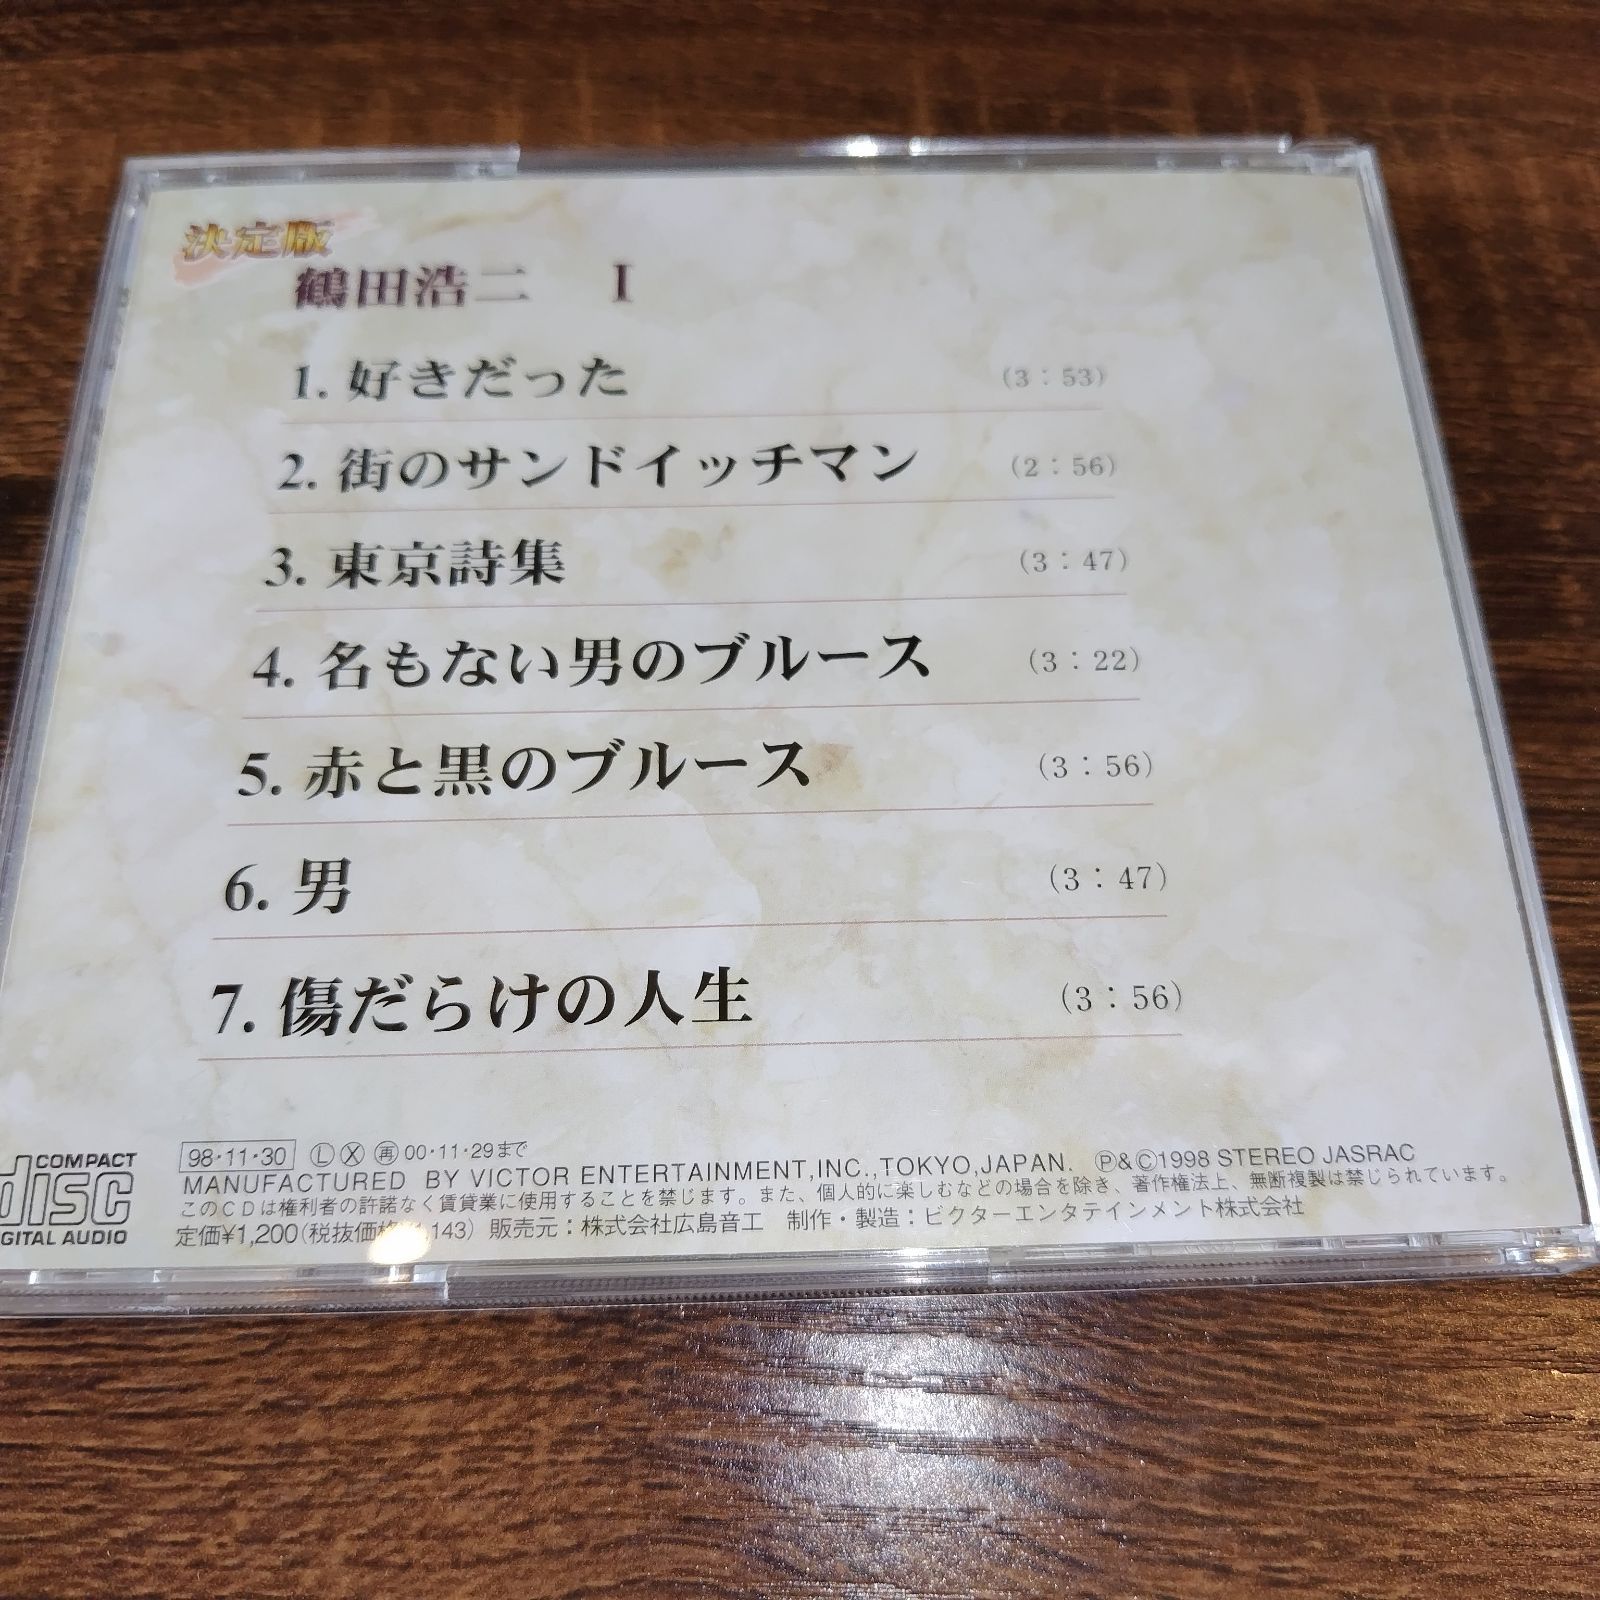 決定版
鶴田浩二 I
1. 好きだった (3：53)
2. 街のサンドイッチマン (2：56)
3. 東京詩集 (3：47)
4. 名もない男のブルース (3：22)
5. 赤と黒のブルース (3：56)
6. 男 (3：47)
7. 傷だらけの人生 (3：56)
COMPACT
disc
DIGITAL AUDIO
98・11・30 Ⓛ Ⓧ ㊢ 00・11・29まで
MANUFACTURED BY VICTOR ENTERTAINMENT,INC.,TOKYO,JAPAN. Ⓟ&Ⓒ1998 STEREO JASRAC
このCDは権利者の許諾なく賃貸業に使用することを禁じます。また、個人的に楽しむなどの場合を除き、著作権法上、無断複製は禁じられています。
定価¥1,200(税抜価格 143) 販売元：株式会社広島音工 制作・製造：ビクターエンタテインメント株式会社